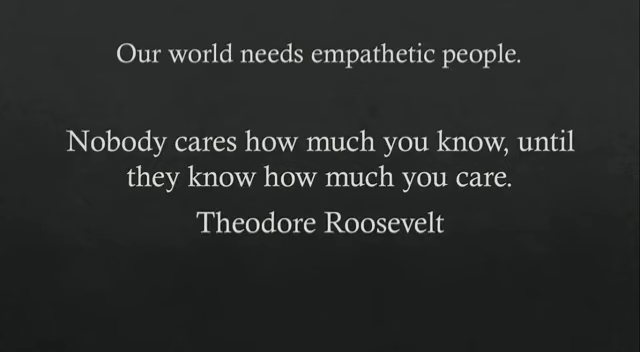 Our world needs empathetic people.
Nobody cares how much you know, until
they know how much you care.
Theodore Roosevelt